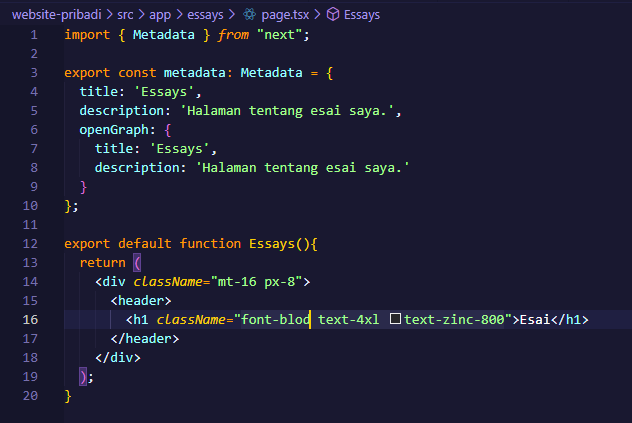 website-pribadi > src > app > essays > page.tsx > Essays
1 import { Metadata } from "next";
2
3 export const metadata: Metadata = {
4 title: 'Essays',
5 description: 'Halaman tentang esai saya.',
6 openGraph: {
7 title: 'Essays',
8 description: 'Halaman tentang esai saya.'
9 }
10 };
11
12 export default function Essays(){
13 return (
14 <div className="mt-16 px-8">
15 <header>
16 <h1 className="font-blod text-4xl text-zinc-800">Esai</h1>
17 </header>
18 </div>
19 );
20 }